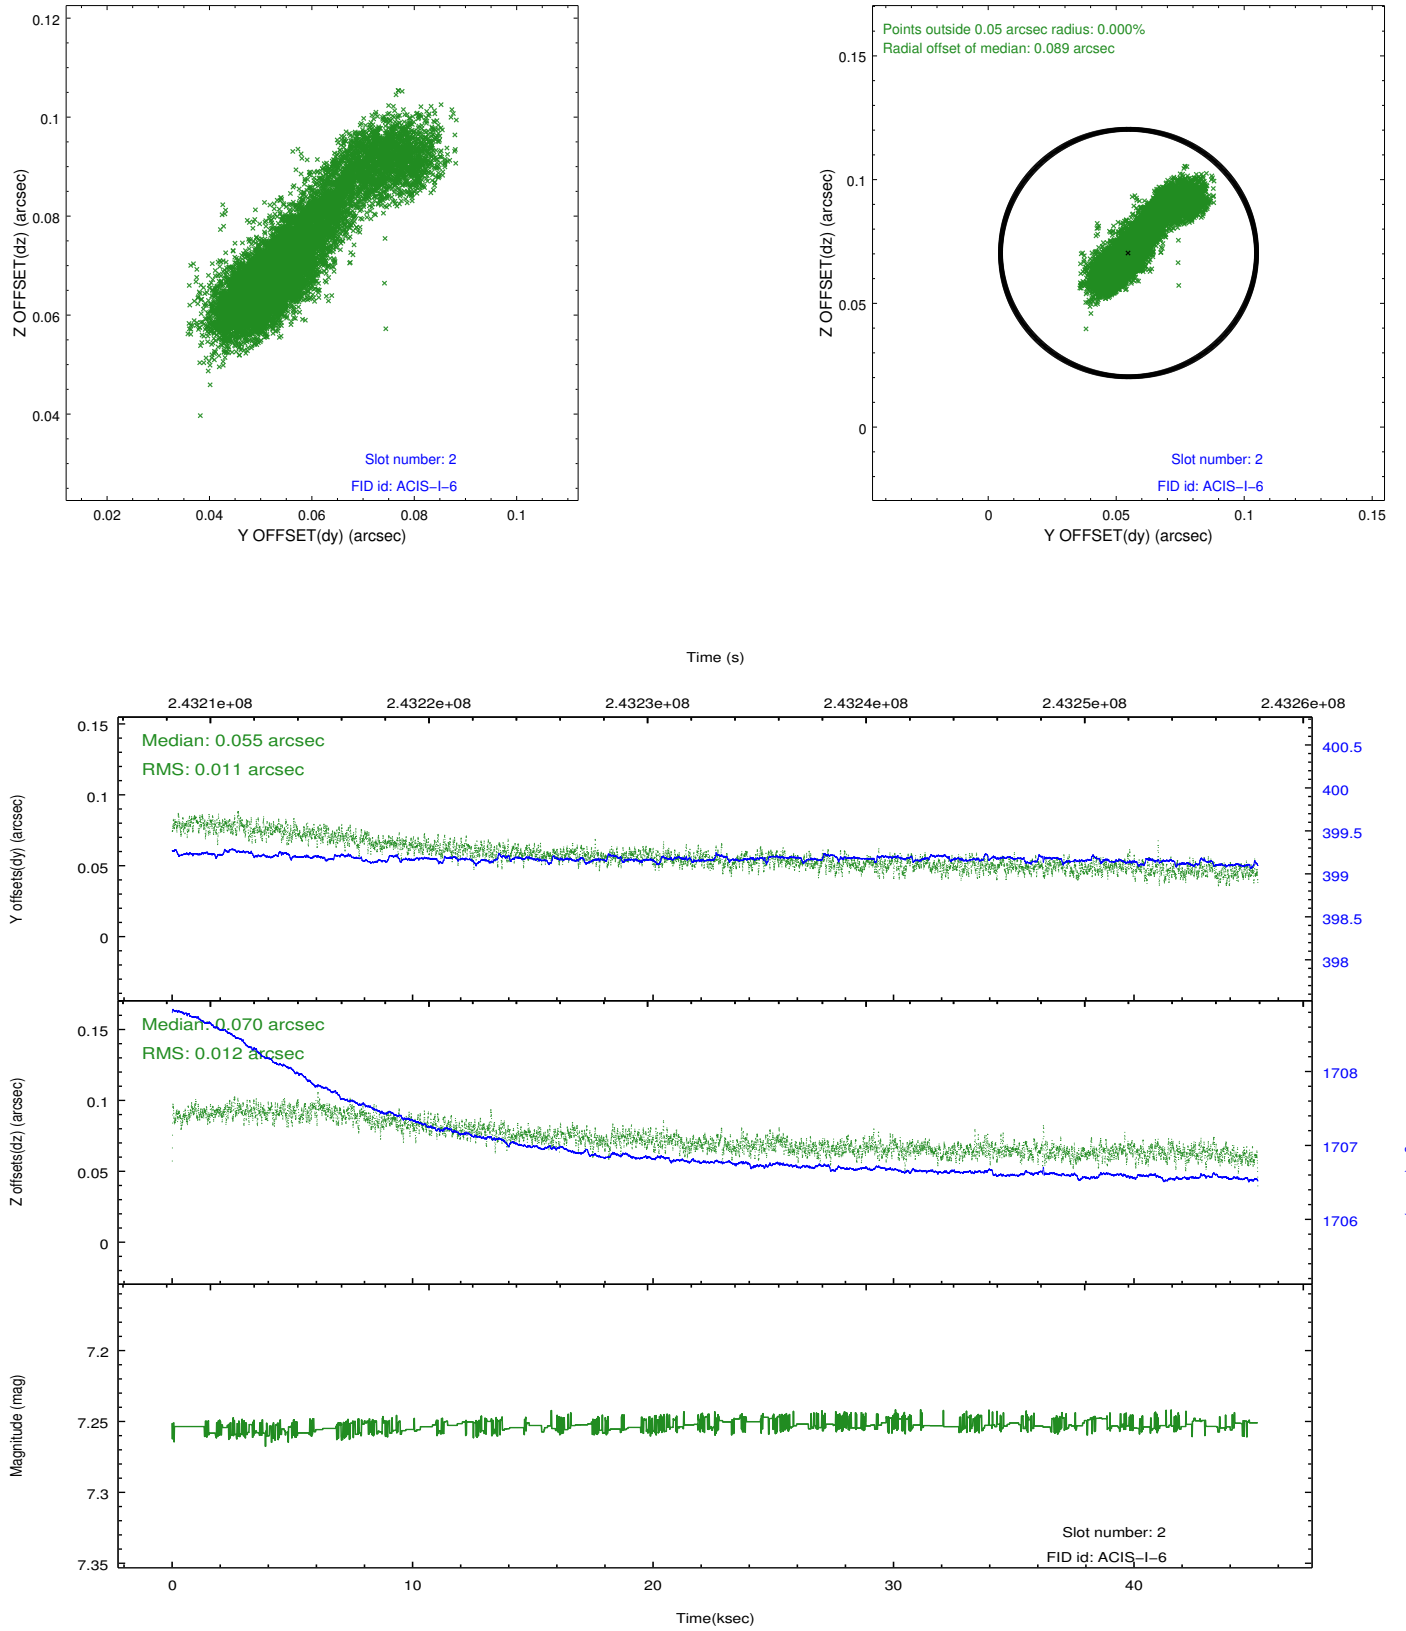 0.12
0.1
0.08
0.06
0.04
Z OFFSET(dz) (arcsec)
Slot number: 2
FID id: ACIS−I−6
0.02 0.04 0.06 0.08 0.1
Y OFFSET(dy) (arcsec)
Points outside 0.05 arcsec radius: 0.000%
Radial offset of median: 0.089 arcsec
0.15
0.1
0.05
0
Z OFFSET(dz) (arcsec)
Slot number: 2
FID id: ACIS−I−6
0 0.05 0.1 0.15
Y OFFSET(dy) (arcsec)
Time (s)
2.4321e+08 2.4322e+08 2.4323e+08 2.4324e+08 2.4325e+08 2.4326e+08
Median: 0.055 arcsec
RMS: 0.011 arcsec
0.15
0.1
0.05
0
Y offsets(dy) (arcsec)
400.5
400
399.5
399
398.5
398
Median: 0.070 arcsec
RMS: 0.012 arcsec
0.15
0.1
0.05
0
Z offsets(dz) (arcsec)
1708
1707
1706
7.2
7.25
7.3
7.35
Magnitude (mag)
Slot number: 2
FID id: ACIS−I−6
0 10 20 30 40
Time(ksec)